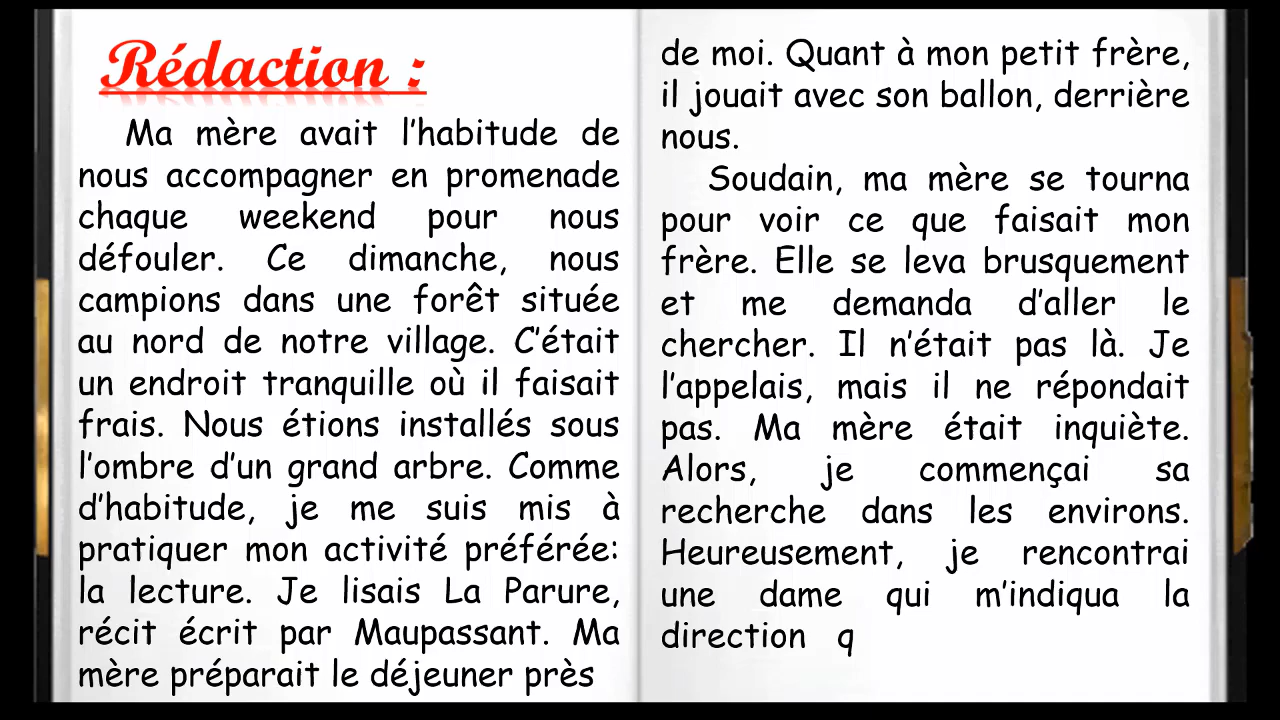 Rédaction :
Ma mère avait l’habitude de
nous accompagner en promenade
chaque weekend pour nous
défouler. Ce dimanche, nous
campions dans une forêt située
au nord de notre village. C’était
un endroit tranquille où il faisait
frais. Nous étions installés sous
l’ombre d’un grand arbre. Comme
d’habitude, je me suis mis à
pratiquer mon activité préférée:
la lecture. Je lisais La Parure,
récit écrit par Maupassant. Ma
mère préparait le déjeuner près
de moi. Quant à mon petit frère,
il jouait avec son ballon, derrière
nous.
Soudain, ma mère se tourna
pour voir ce que faisait mon
frère. Elle se leva brusquement
et me demanda d’aller le
chercher. Il n’était pas là. Je
l’appelais, mais il ne répondait
pas. Ma mère était inquiète.
Alors, je commençai sa
recherche dans les environs.
Heureusement, je rencontrai
une dame qui m’indiqua la
direction q